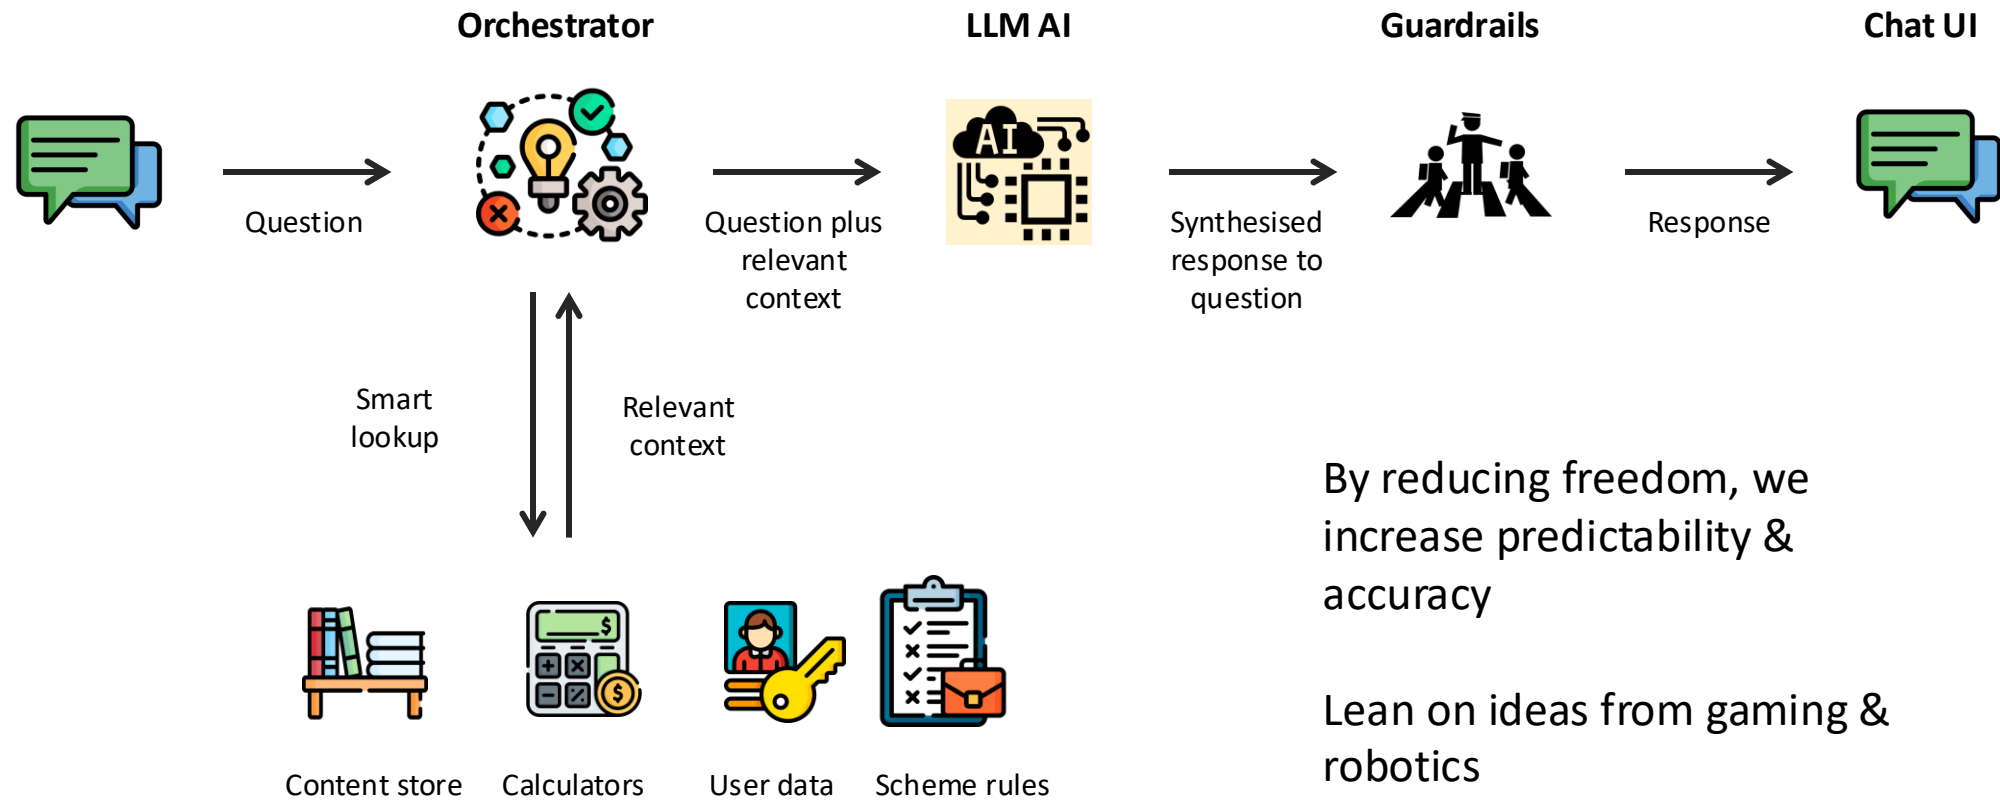 Orchestrator
LLM AI
Guardrails
Chat UI
AI
Question
Question plus
relevant
context
Synthesised
response to
question
Response
Smart
lookup
Relevant
context
By reducing freedom, we
increase predictability &
accuracy
Lean on ideas from gaming &
robotics
$
$
Content store
Calculators
User data
Scheme rules